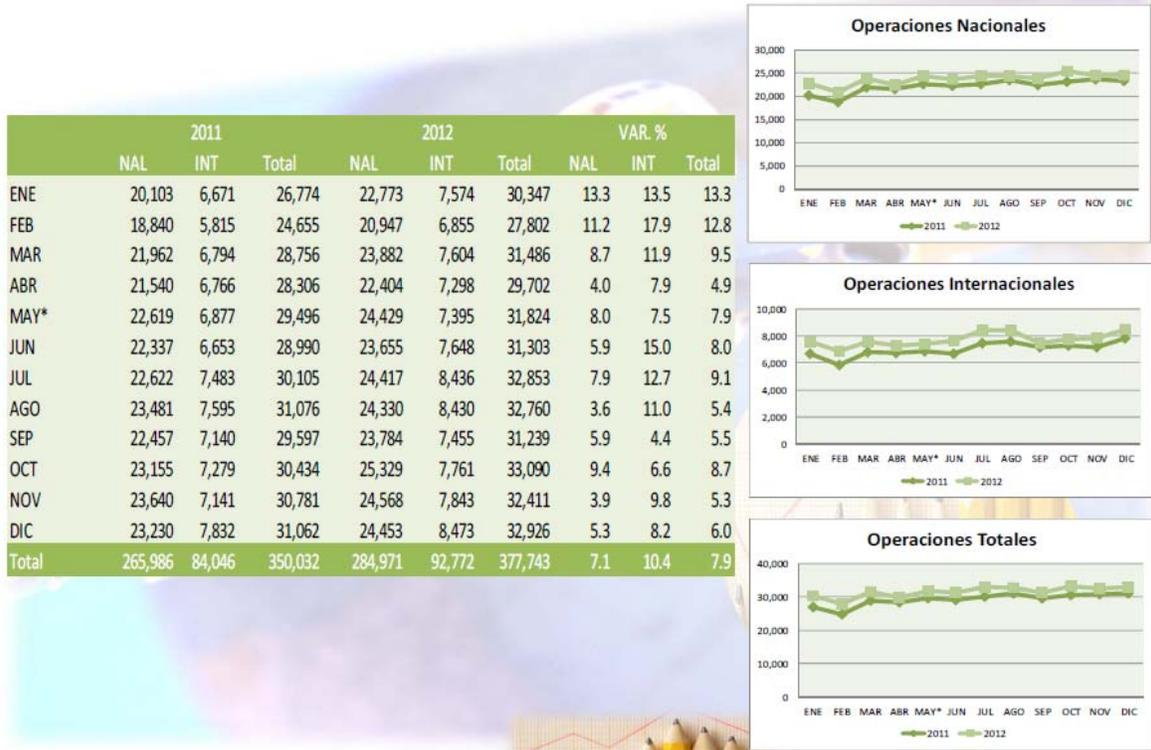 2011 2012 VAR. %
NAL INT Total NAL INT Total NAL INT Total
ENE 20,103 6,671 26,774 22,773 7,574 30,347 13.3 13.5 13.3
FEB 18,840 5,815 24,655 20,947 6,855 27,802 11.2 17.9 12.8
MAR 21,962 6,794 28,756 23,882 7,604 31,486 8.7 11.9 9.5
ABR 21,540 6,766 28,306 22,404 7,298 29,702 4.0 7.9 4.9
MAY* 22,619 6,877 29,496 24,429 7,395 31,824 8.0 7.5 7.9
JUN 22,337 6,653 28,990 23,655 7,648 31,303 5.9 15.0 8.0
JUL 22,622 7,483 30,105 24,417 8,436 32,853 7.9 12.7 9.1
AGO 23,481 7,595 31,076 24,330 8,430 32,760 3.6 11.0 5.4
SEP 22,457 7,140 29,597 23,784 7,455 31,239 5.9 4.4 5.5
OCT 23,155 7,279 30,434 25,329 7,761 33,090 9.4 6.6 8.7
NOV 23,640 7,141 30,781 24,568 7,843 32,411 3.9 9.8 5.3
DIC 23,230 7,832 31,062 24,453 8,473 32,926 5.3 8.2 6.0
Total 265,986 84,046 350,032 284,971 92,772 377,743 7.1 10.4 7.9
Operaciones Nacionales
30,000
25,000
20,000
15,000
10,000
5,000
0
ENE FEB MAR ABR MAY* JUN JUL AGO SEP OCT NOV DIC
2011 2012
Operaciones Internacionales
10,000
8,000
6,000
4,000
2,000
0
ENE FEB MAR ABR MAY* JUN JUL AGO SEP OCT NOV DIC
2011 2012
Operaciones Totales
40,000
30,000
20,000
10,000
0
ENE FEB MAR ABR MAY* JUN JUL AGO SEP OCT NOV DIC
2011 2012